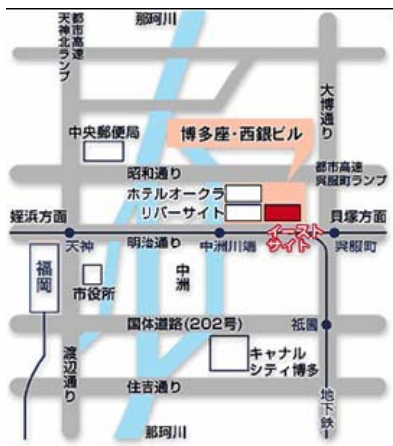 都市高速
天神北ランプ
那珂川
大博通り
中央郵便局
博多座・西銀ビル
昭和通り
都市高速
呉服町ランプ
ホテルオークラ
リバーサイト
姪浜方面
貝塚方面
イースト
サイト
天神
明治通り
中洲川端
呉服町
福岡
市役所
中洲
国体道路(202号)
祇園
渡辺通り
キャナル
シティ博多
住吉通り
地下鉄
那珂川